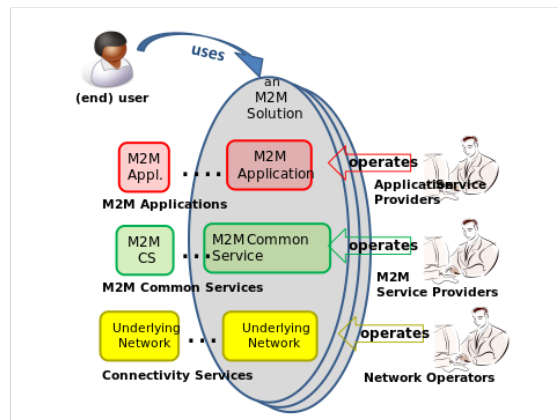 uses
an
M2M
Solution
(end) user
M2M
Appl.
....
M2M
Application
operates
Application Service
Providers
M2M Applications
M2M
CS
...
M2M Common
Service
operates
M2M
Service Providers
M2M Common Services
Underlying
Network
...
Underlying
Network
operates
Network Operators
Connectivity Services